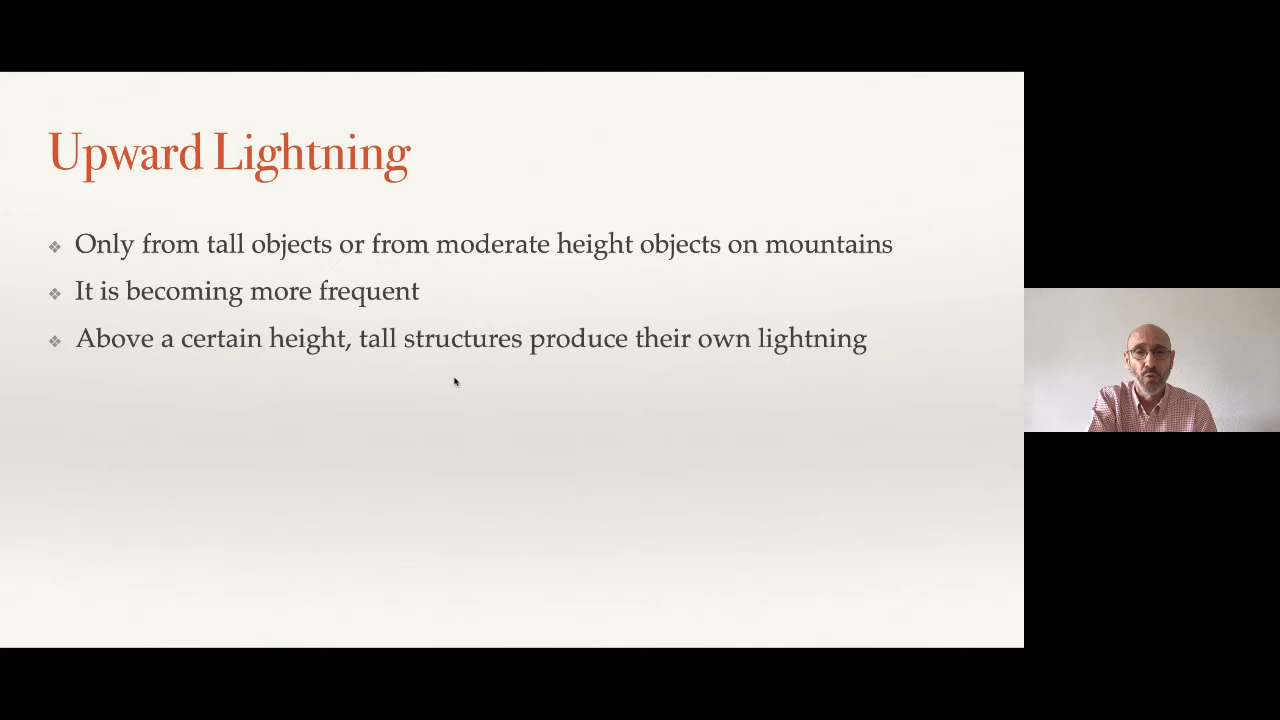 Upward Lightning
Only from tall objects or from moderate height objects on mountains
It is becoming more frequent
Above a certain height, tall structures produce their own lightning